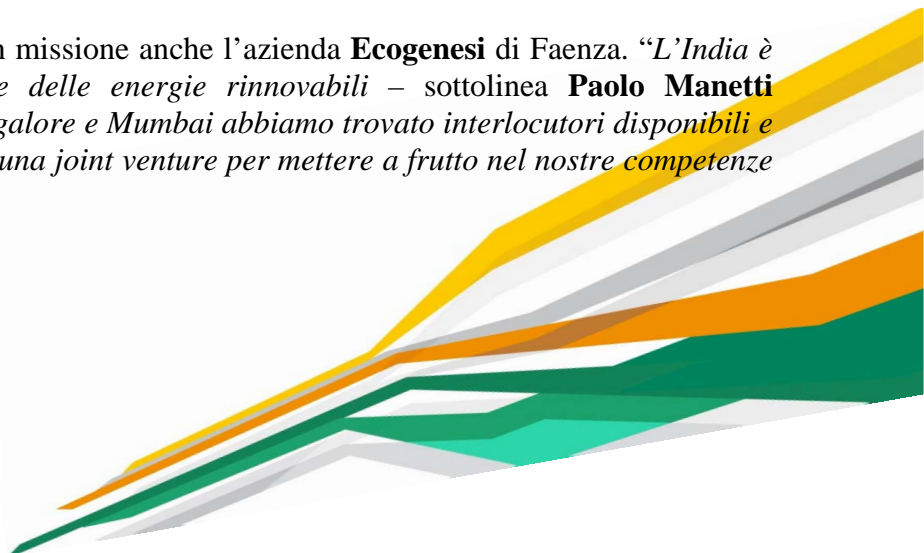 missione anche l’azienda Ecogenesi di Faenza. “L’India è
delle energie rinnovabili – sottolinea Paolo Manetti
e Mumbai abbiamo trovato interlocutori disponibili e
una joint venture per mettere a frutto nel nostre competenze